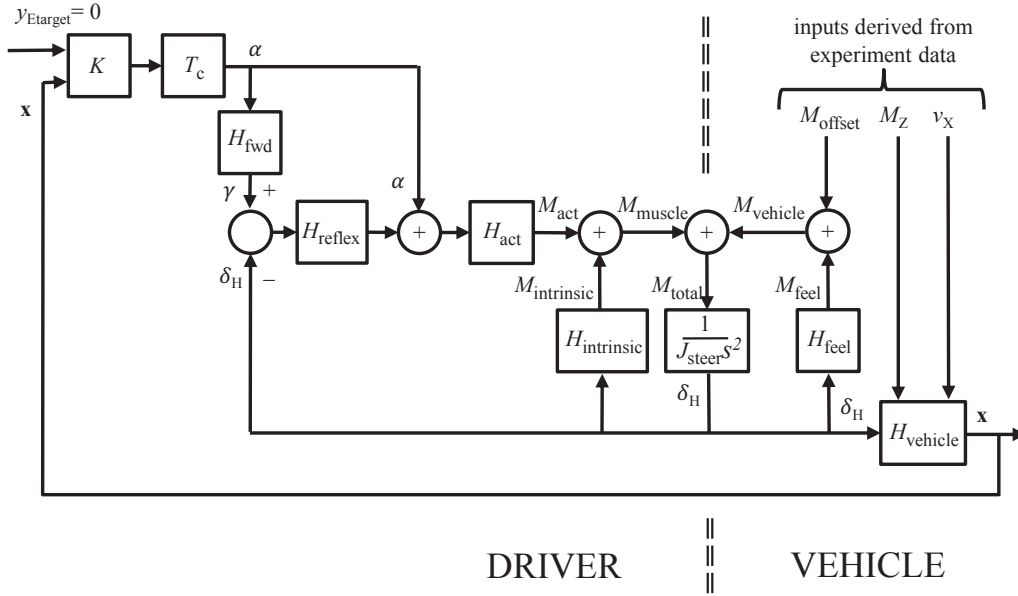 y_Etarget = 0
inputs derived from
experiment data
x
K
T_c
α
M_offset
M_Z
v_X
H_fwd
γ
+
α
H_reflex
+
H_act
M_act
+
M_muscle
+
M_vehicle
+
δ_H
–
M_intrinsic
M_total
M_feel
H_intrinsic
1
J_steer s²
H_feel
δ_H
δ_H
H_vehicle
x
DRIVER
VEHICLE